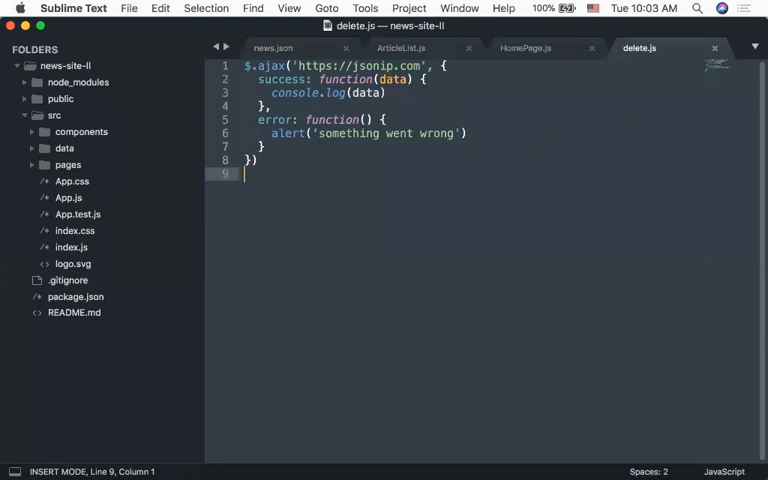 Sublime Text File Edit Selection Find View Goto Tools Project Window Help 100% Tue 10:03 AM
delete.js — news-site-II
FOLDERS
news-site-II
node_modules
public
src
components
data
pages
App.css
App.js
App.test.js
index.css
index.js
logo.svg
.gitignore
package.json
README.md
news.json ArticleList.js HomePage.js delete.js
1 $.ajax('https://jsonip.com', {
2 success: function(data) {
3 console.log(data)
4 },
5 error: function() {
6 alert('something went wrong')
7 }
8 })
9
INSERT MODE, Line 9, Column 1 Spaces: 2 JavaScript